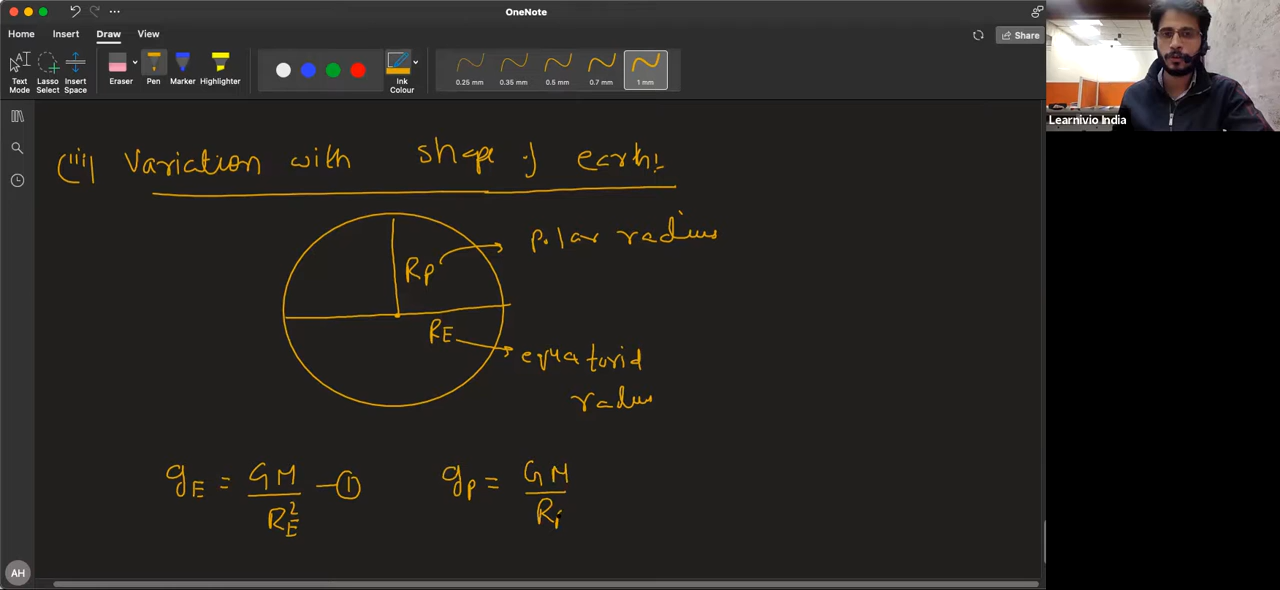 OneNote
Home Insert Draw View
Share
Text Mode
Lasso Select
Insert Space
Eraser
Pen
Marker
Highlighter
Ink Colour
0.25 mm
0.35 mm
0.5 mm
0.7 mm
1 mm
Learnivio India
(iii) Variation with shape of earth:
Rp
polar radius
RE
equatorial
radius
gE = GM/RE² — ① gp = GM/R
AH